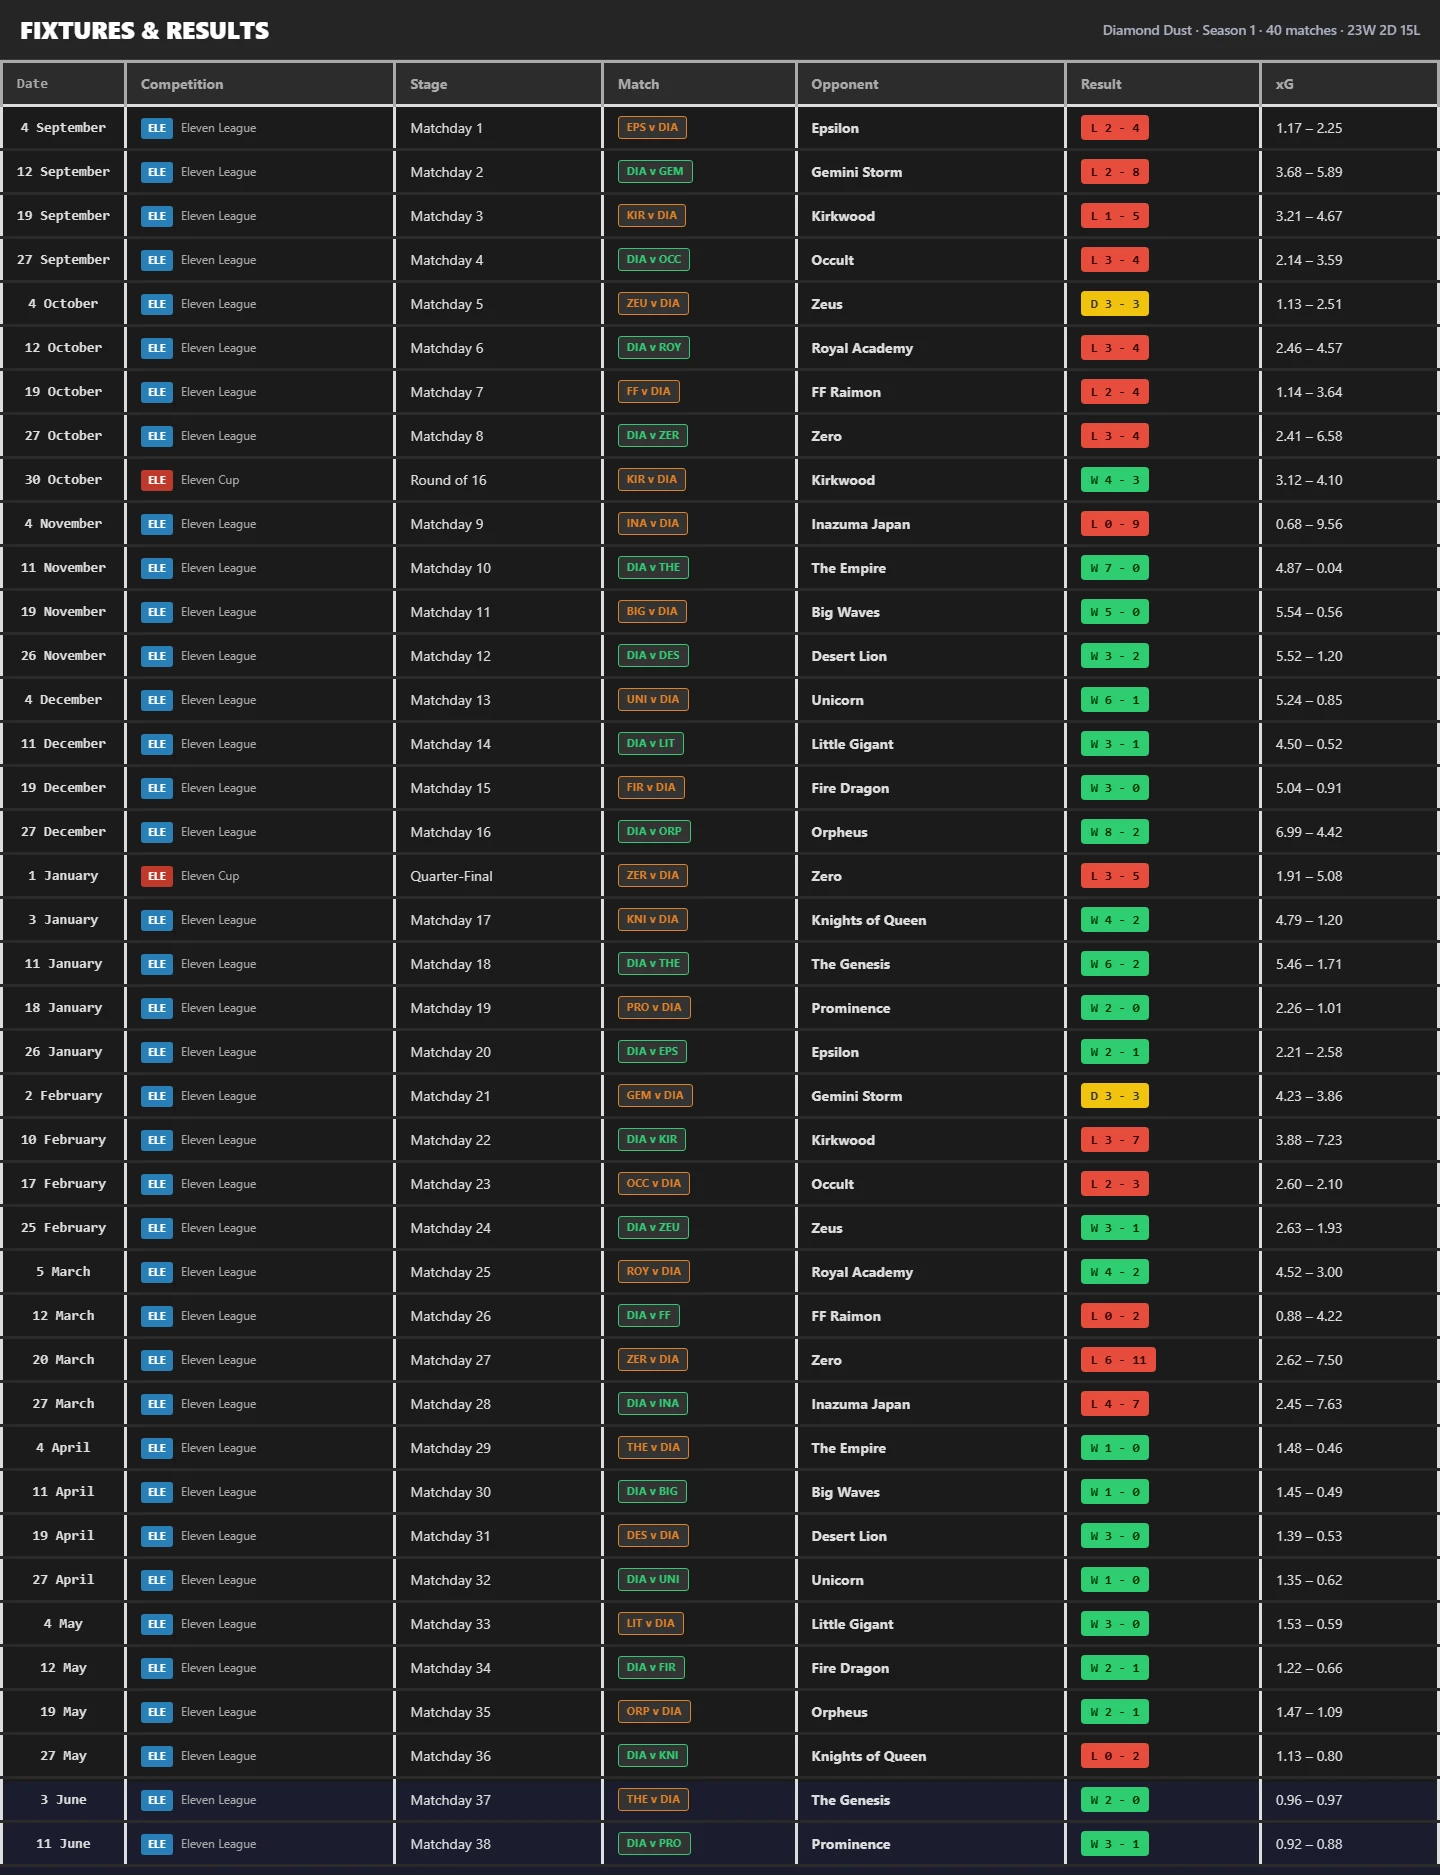 FIXTURES & RESULTS
Diamond Dust · Season 1 · 40 matches · 23W 2D 15L
Date Competition Stage Match Opponent Result xG
4 September ELE Eleven League Matchday 1 EPS v DIA Epsilon L 2 - 4 1.17 – 2.25
12 September ELE Eleven League Matchday 2 DIA v GEM Gemini Storm L 2 - 8 3.68 – 5.89
19 September ELE Eleven League Matchday 3 KIR v DIA Kirkwood L 1 - 5 3.21 – 4.67
27 September ELE Eleven League Matchday 4 DIA v OCC Occult L 3 - 4 2.14 – 3.59
4 October ELE Eleven League Matchday 5 ZEU v DIA Zeus D 3 - 3 1.13 – 2.51
12 October ELE Eleven League Matchday 6 DIA v ROY Royal Academy L 3 - 4 2.46 – 4.57
19 October ELE Eleven League Matchday 7 FF v DIA FF Raimon L 2 - 4 1.14 – 3.64
27 October ELE Eleven League Matchday 8 DIA v ZER Zero L 3 - 4 2.41 – 6.58
30 October ELE Eleven Cup Round of 16 KIR v DIA Kirkwood W 4 - 3 3.12 – 4.10
4 November ELE Eleven League Matchday 9 INA v DIA Inazuma Japan L 0 - 9 0.68 – 9.56
11 November ELE Eleven League Matchday 10 DIA v THE The Empire W 7 - 0 4.87 – 0.04
19 November ELE Eleven League Matchday 11 BIG v DIA Big Waves W 5 - 0 5.54 – 0.56
26 November ELE Eleven League Matchday 12 DIA v DES Desert Lion W 3 - 2 5.52 – 1.20
4 December ELE Eleven League Matchday 13 UNI v DIA Unicorn W 6 - 1 5.24 – 0.85
11 December ELE Eleven League Matchday 14 DIA v LIT Little Gigant W 3 - 1 4.50 – 0.52
19 December ELE Eleven League Matchday 15 FIR v DIA Fire Dragon W 3 - 0 5.04 – 0.91
27 December ELE Eleven League Matchday 16 DIA v ORP Orpheus W 8 - 2 6.99 – 4.42
1 January ELE Eleven Cup Quarter-Final ZER v DIA Zero L 3 - 5 1.91 – 5.08
3 January ELE Eleven League Matchday 17 KNI v DIA Knights of Queen W 4 - 2 4.79 – 1.20
11 January ELE Eleven League Matchday 18 DIA v THE The Genesis W 6 - 2 5.46 – 1.71
18 January ELE Eleven League Matchday 19 PRO v DIA Prominence W 2 - 0 2.26 – 1.01
26 January ELE Eleven League Matchday 20 DIA v EPS Epsilon W 2 - 1 2.21 – 2.58
2 February ELE Eleven League Matchday 21 GEM v DIA Gemini Storm D 3 - 3 4.23 – 3.86
10 February ELE Eleven League Matchday 22 DIA v KIR Kirkwood L 3 - 7 3.88 – 7.23
17 February ELE Eleven League Matchday 23 OCC v DIA Occult L 2 - 3 2.60 – 2.10
25 February ELE Eleven League Matchday 24 DIA v ZEU Zeus W 3 - 1 2.63 – 1.93
5 March ELE Eleven League Matchday 25 ROY v DIA Royal Academy W 4 - 2 4.52 – 3.00
12 March ELE Eleven League Matchday 26 DIA v FF FF Raimon L 0 - 2 0.88 – 4.22
20 March ELE Eleven League Matchday 27 ZER v DIA Zero L 6 - 11 2.62 – 7.50
27 March ELE Eleven League Matchday 28 DIA v INA Inazuma Japan L 4 - 7 2.45 – 7.63
4 April ELE Eleven League Matchday 29 THE v DIA The Empire W 1 - 0 1.48 – 0.46
11 April ELE Eleven League Matchday 30 DIA v BIG Big Waves W 1 - 0 1.45 – 0.49
19 April ELE Eleven League Matchday 31 DES v DIA Desert Lion W 3 - 0 1.39 – 0.53
27 April ELE Eleven League Matchday 32 DIA v UNI Unicorn W 1 - 0 1.35 – 0.62
4 May ELE Eleven League Matchday 33 LIT v DIA Little Gigant W 3 - 0 1.53 – 0.59
12 May ELE Eleven League Matchday 34 DIA v FIR Fire Dragon W 2 - 1 1.22 – 0.66
19 May ELE Eleven League Matchday 35 ORP v DIA Orpheus W 2 - 1 1.47 – 1.09
27 May ELE Eleven League Matchday 36 DIA v KNI Knights of Queen L 0 - 2 1.13 – 0.80
3 June ELE Eleven League Matchday 37 THE v DIA The Genesis W 2 - 0 0.96 – 0.97
11 June ELE Eleven League Matchday 38 DIA v PRO Prominence W 3 - 1 0.92 – 0.88